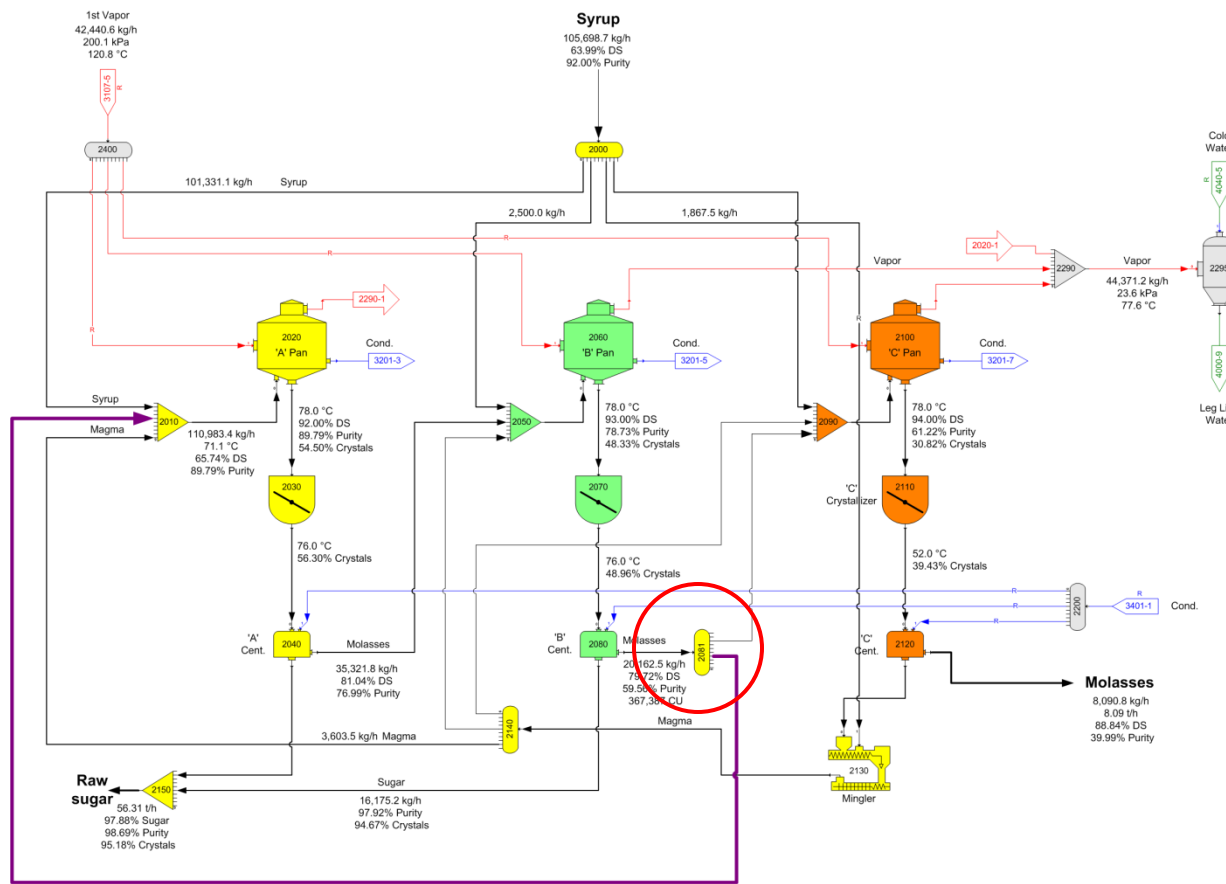 1st Vapor
42,440.6 kg/h
200.1 kPa
120.8 °C
3107-5
R
2400
Syrup
105,698.7 kg/h
63.99% DS
92.00% Purity
2000
101,331.1 kg/h Syrup
2,500.0 kg/h
1,867.5 kg/h
R
R
R
R
Vapor
2020-1
2290
Vapor
44,371.2 kg/h
23.6 kPa
77.6 °C
Wate
R
4040-5
2295
4000-9
Leg Li
Wate
2290-1
2020
'A' Pan
Cond.
3201-3
2060
'B' Pan
Cond.
3201-5
2100
'C' Pan
Cond.
3201-7
Syrup
2010
Magma
110,983.4 kg/h
71.1 °C
65.74% DS
89.79% Purity
78.0 °C
92.00% DS
89.79% Purity
54.50% Crystals
2050
78.0 °C
93.00% DS
78.73% Purity
48.33% Crystals
2090
78.0 °C
94.00% DS
61.22% Purity
30.82% Crystals
2030
2070
'C'
Crystallizer
2110
76.0 °C
56.30% Crystals
76.0 °C
48.96% Crystals
52.0 °C
39.43% Crystals
R
R
R
2200
R
3401-1
Cond.
'A'
Cent.
2040
Molasses
35,321.8 kg/h
81.04% DS
76.99% Purity
'B'
Cent.
2080
Molasses
20,162.5 kg/h
79.72% DS
59.56% Purity
367,387 CU
2081
'C'
Cent.
2120
Molasses
8,090.8 kg/h
8.09 t/h
88.84% DS
39.99% Purity
2140
Magma
3,603.5 kg/h Magma
2130
Mingler
Raw
sugar
2150
56.31 t/h
97.88% Sugar
98.69% Purity
95.18% Crystals
Sugar
16,175.2 kg/h
97.92% Purity
94.67% Crystals